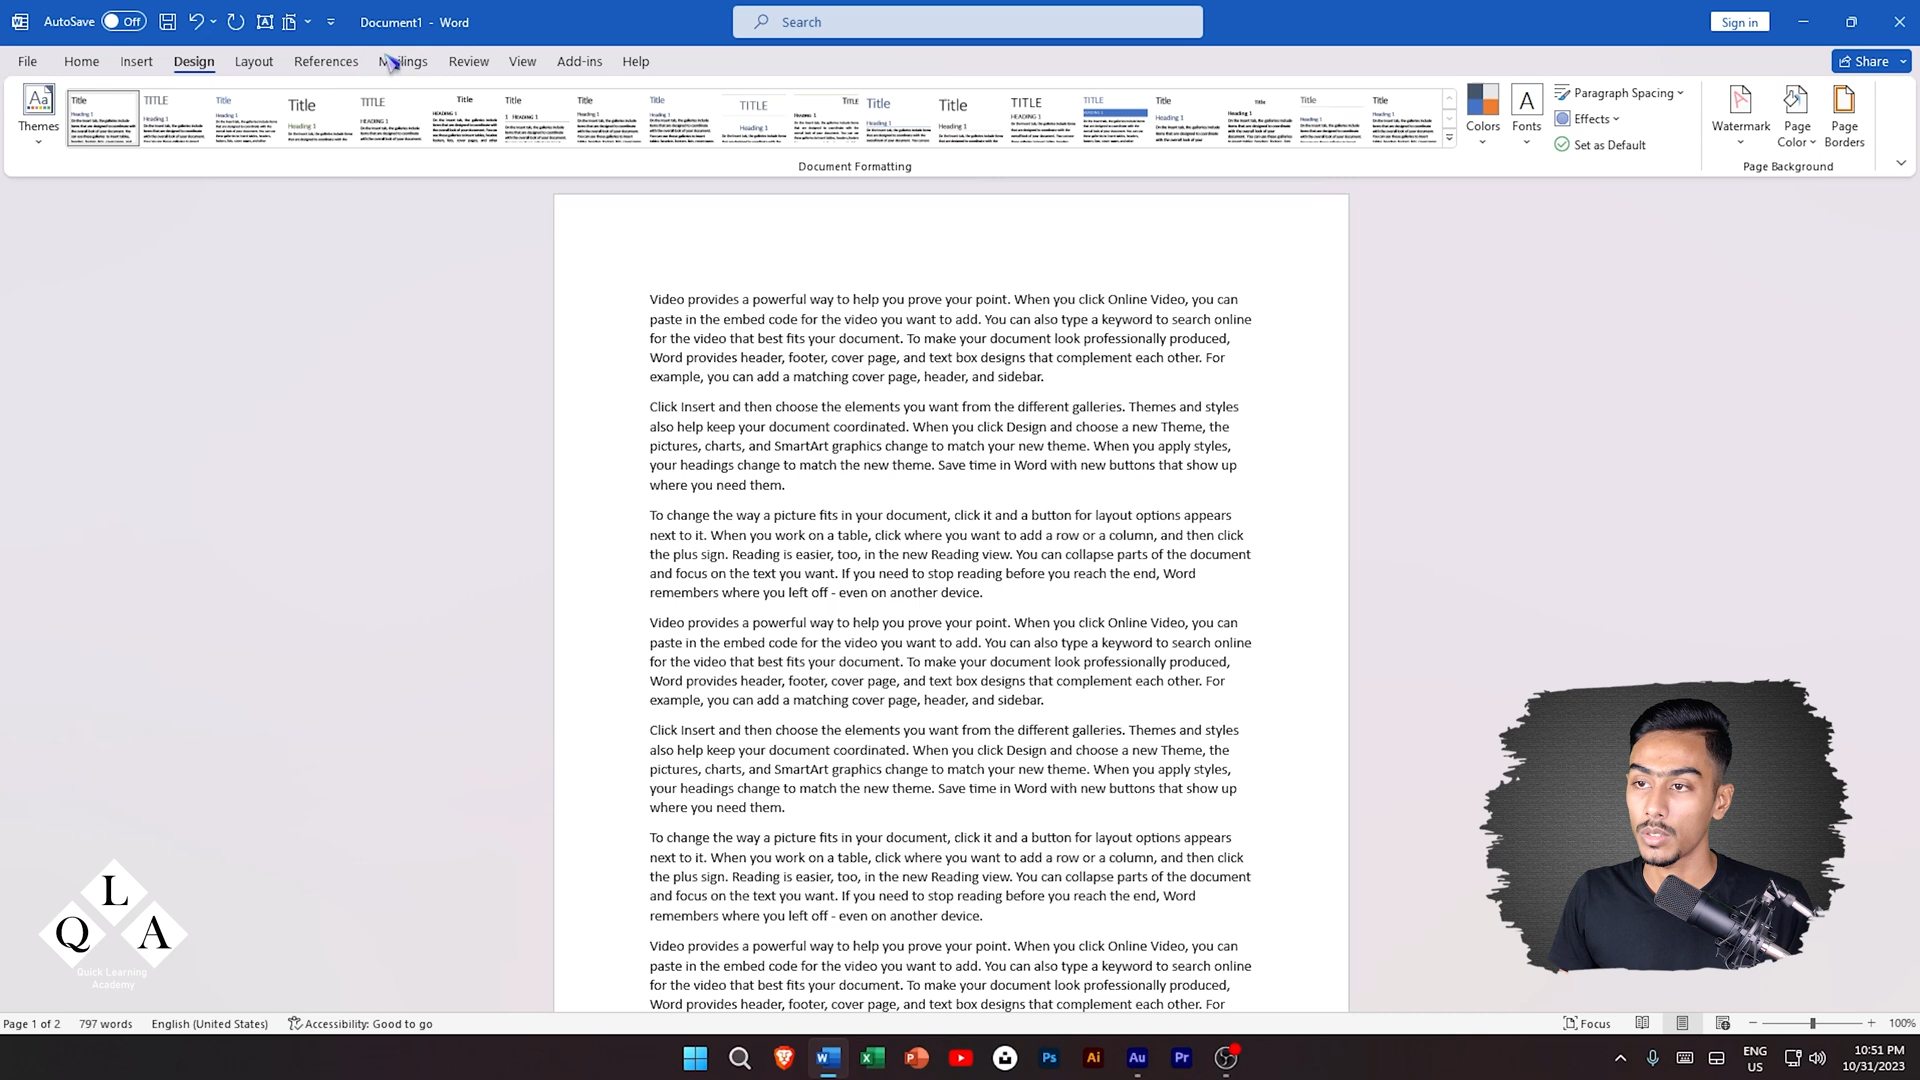 AutoSave Off Document1 - Word Search Sign in
File Home Insert Design Layout References Mailings Review View Add-ins Help Share
Themes
Title
TITLE
Title
Title
TITLE
Title
Title
Title
Title
TITLE
TITLE
Title
Title
TITLE
TITLE
Title
Title
Title
Title
Colors
Fonts
Paragraph Spacing
Effects
Set as Default
Watermark
Page Color
Page Borders
Document Formatting
Page Background
Video provides a powerful way to help you prove your point. When you click Online Video, you can
paste in the embed code for the video you want to add. You can also type a keyword to search online
for the video that best fits your document. To make your document look professionally produced,
Word provides header, footer, cover page, and text box designs that complement each other. For
example, you can add a matching cover page, header, and sidebar.
Click Insert and then choose the elements you want from the different galleries. Themes and styles
also help keep your document coordinated. When you click Design and choose a new Theme, the
pictures, charts, and SmartArt graphics change to match your new theme. When you apply styles,
your headings change to match the new theme. Save time in Word with new buttons that show up
where you need them.
To change the way a picture fits in your document, click it and a button for layout options appears
next to it. When you work on a table, click where you want to add a row or a column, and then click
the plus sign. Reading is easier, too, in the new Reading view. You can collapse parts of the document
and focus on the text you want. If you need to stop reading before you reach the end, Word
remembers where you left off - even on another device.
Video provides a powerful way to help you prove your point. When you click Online Video, you can
paste in the embed code for the video you want to add. You can also type a keyword to search online
for the video that best fits your document. To make your document look professionally produced,
Word provides header, footer, cover page, and text box designs that complement each other. For
example, you can add a matching cover page, header, and sidebar.
Click Insert and then choose the elements you want from the different galleries. Themes and styles
also help keep your document coordinated. When you click Design and choose a new Theme, the
pictures, charts, and SmartArt graphics change to match your new theme. When you apply styles,
your headings change to match the new theme. Save time in Word with new buttons that show up
where you need them.
To change the way a picture fits in your document, click it and a button for layout options appears
next to it. When you work on a table, click where you want to add a row or a column, and then click
the plus sign. Reading is easier, too, in the new Reading view. You can collapse parts of the document
and focus on the text you want. If you need to stop reading before you reach the end, Word
remembers where you left off - even on another device.
Video provides a powerful way to help you prove your point. When you click Online Video, you can
paste in the embed code for the video you want to add. You can also type a keyword to search online
for the video that best fits your document. To make your document look professionally produced,
Word provides header, footer, cover page, and text box designs that complement each other. For
L
Q A
Quick Learning
Academy
Page 1 of 2 797 words English (United States) Accessibility: Good to go Focus 100%
Ps Ai Au Pr
ENG
US
10:51 PM
10/31/2023